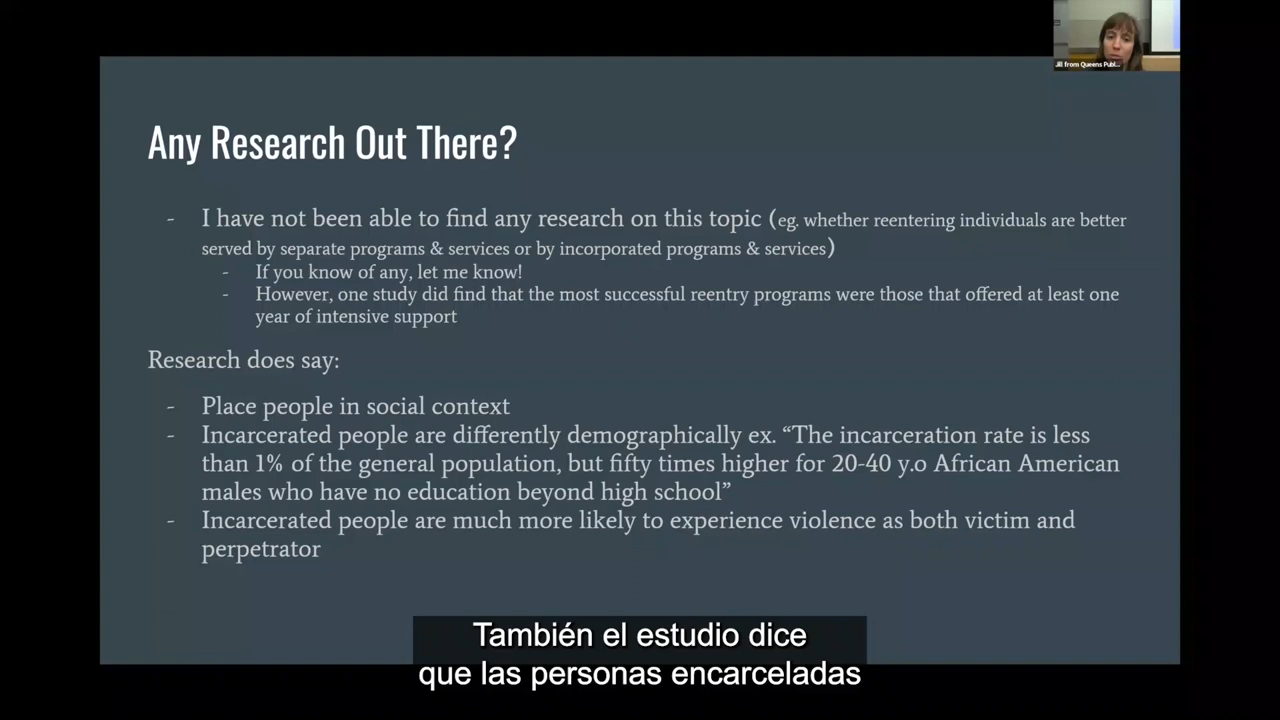 Jill from Queens Publ...
Any Research Out There?
- I have not been able to find any research on this topic (eg. whether reentering individuals are better
served by separate programs & services or by incorporated programs & services)
- If you know of any, let me know!
- However, one study did find that the most successful reentry programs were those that offered at least one
year of intensive support
Research does say:
- Place people in social context
- Incarcerated people are differently demographically ex. “The incarceration rate is less
than 1% of the general population, but fifty times higher for 20-40 y.o African American
males who have no education beyond high school”
- Incarcerated people are much more likely to experience violence as both victim and
perpetrator
También el estudio dice
que las personas encarceladas